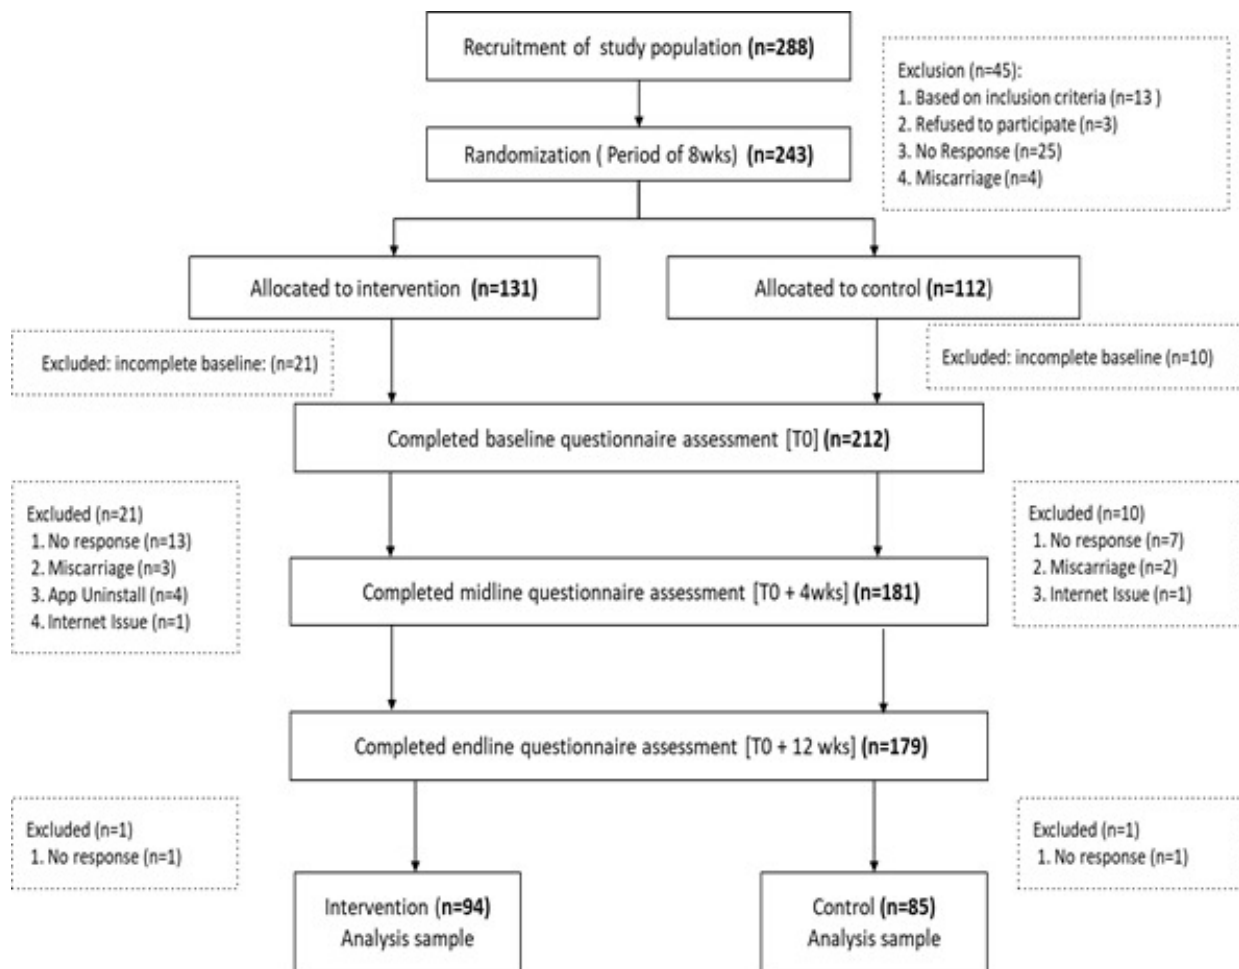 Recruitment of study population (n=288)
Exclusion (n=45):
1. Based on inclusion criteria (n=13 )
2. Refused to participate (n=3)
3. No Response (n=25)
4. Miscarriage (n=4)
Randomization ( Period of 8wks) (n=243)
Allocated to intervention (n=131)
Allocated to control (n=112)
Excluded: incomplete baseline: (n=21)
Excluded: incomplete baseline (n=10)
Completed baseline questionnaire assessment [T0] (n=212)
Excluded (n=21)
1. No response (n=13)
2. Miscarriage (n=3)
3. App Uninstall (n=4)
4. Internet Issue (n=1)
Excluded (n=10)
1. No response (n=7)
2. Miscarriage (n=2)
3. Internet Issue (n=1)
Completed midline questionnaire assessment [T0 + 4wks] (n=181)
Completed endline questionnaire assessment [T0 + 12 wks] (n=179)
Excluded (n=1)
1. No response (n=1)
Excluded (n=1)
1. No response (n=1)
Intervention (n=94)
Analysis sample
Control (n=85)
Analysis sample